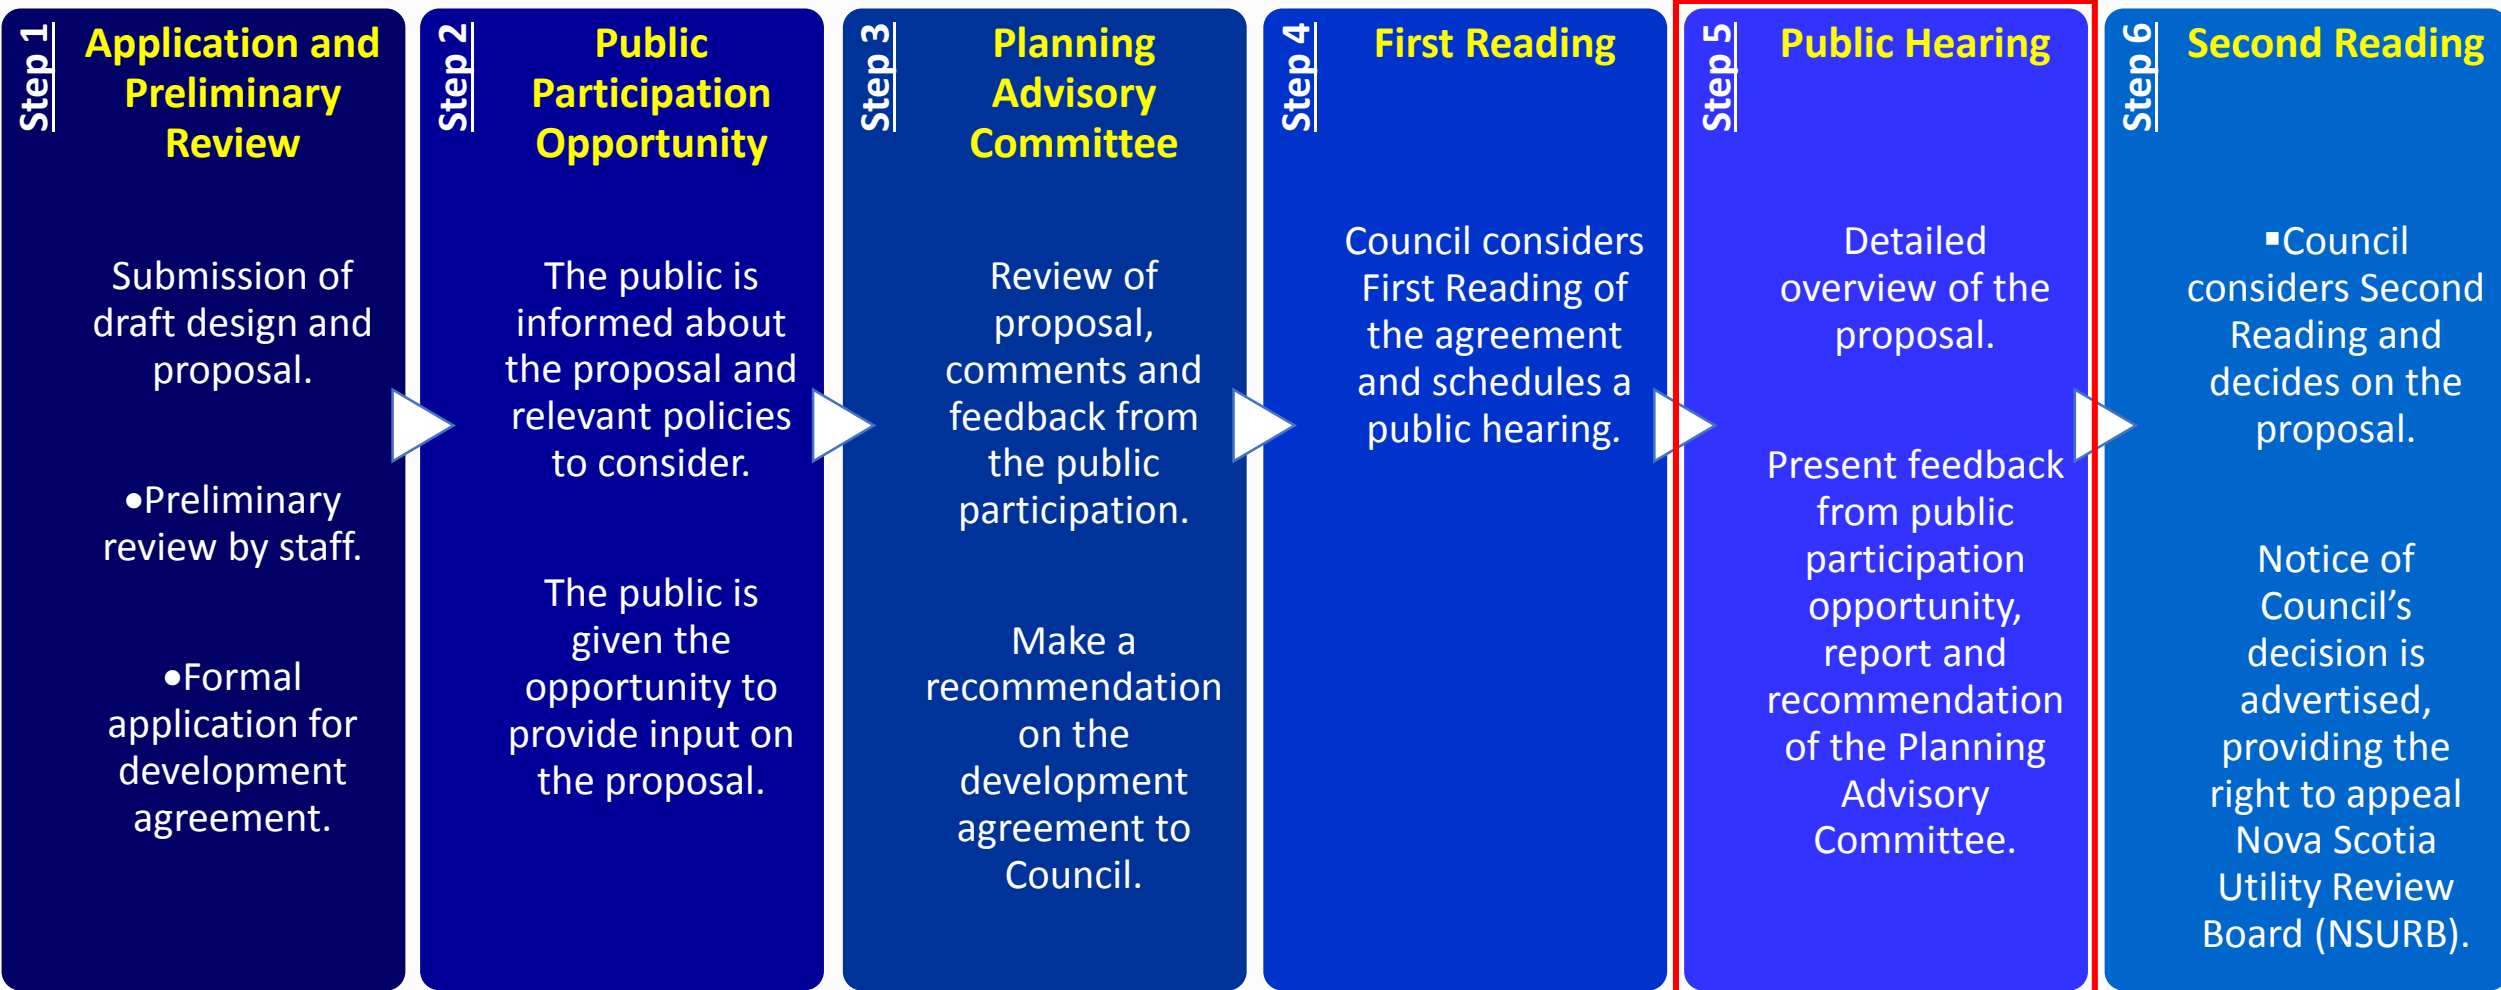 Step 1
Application and
Preliminary
Review
Submission of
draft design and
proposal.
•Preliminary
review by staff.
•Formal
application for
development
agreement.
Step 2
Public
Participation
Opportunity
The public is
informed about
the proposal and
relevant policies
to consider.
The public is
given the
opportunity to
provide input on
the proposal.
Step 3
Planning
Advisory
Committee
Review of
proposal,
comments and
feedback from
the public
participation.
Make a
recommendation
on the
development
agreement to
Council.
Step 4
First Reading
Council considers
First Reading of
the agreement
and schedules a
public hearing.
Step 5
Public Hearing
Detailed
overview of the
proposal.
Present feedback
from public
participation
opportunity,
report and
recommendation
of the Planning
Advisory
Committee.
Step 6
Second Reading
▪Council
considers Second
Reading and
decides on the
proposal.
Notice of
Council’s
decision is
advertised,
providing the
right to appeal
Nova Scotia
Utility Review
Board (NSURB).